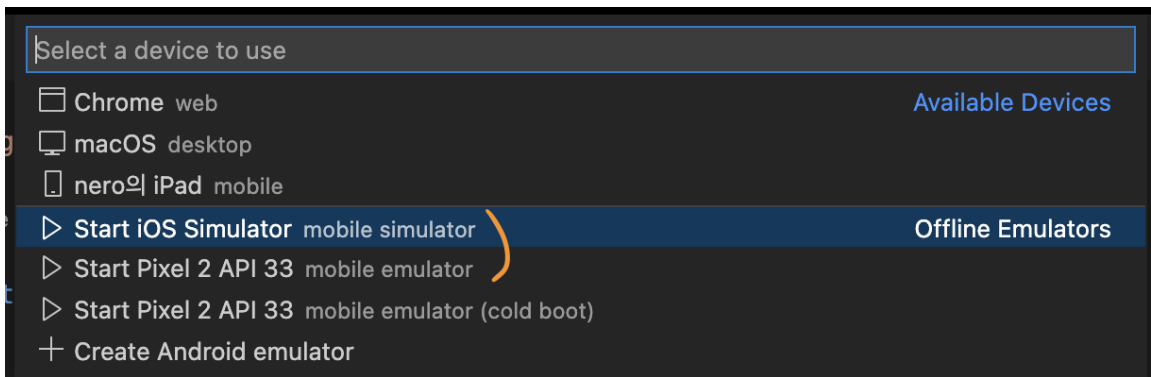 Select a device to use
Chrome web Available Devices
macOS desktop
nero의 iPad mobile
Start iOS Simulator mobile simulator Offline Emulators
Start Pixel 2 API 33 mobile emulator
Start Pixel 2 API 33 mobile emulator (cold boot)
Create Android emulator